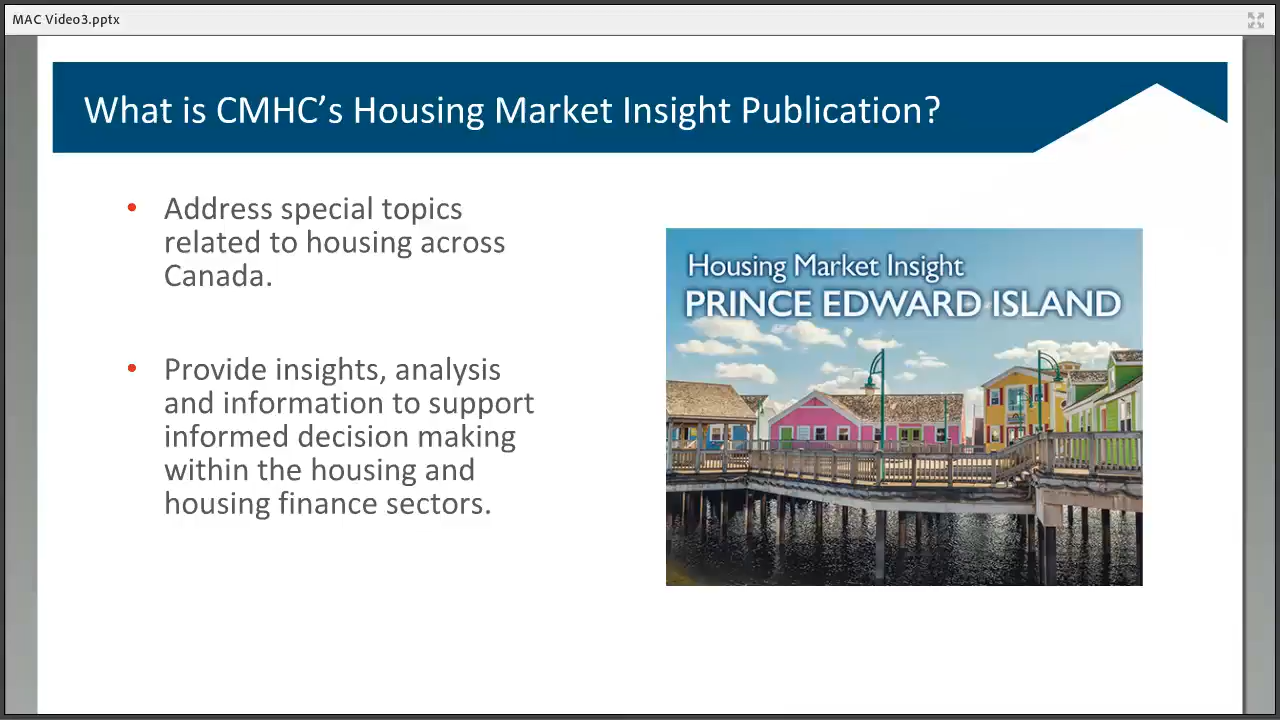 MAC Video3.pptx
What is CMHC’s Housing Market Insight Publication?
• Address special topics
related to housing across
Canada.
• Provide insights, analysis
and information to support
informed decision making
within the housing and
housing finance sectors.
Housing Market Insight
PRINCE EDWARD ISLAND